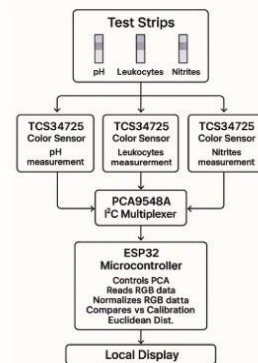 Test Strips
pH Leukocytes Nitrites
TCS34725 TCS34725 TCS34725
Color Sensor Color Sensor Color Sensor
pH Leukocytes Nitrites
measurement measurement measurement
PCA9548A
I²C Multiplexer
ESP32
Microcontroller
Controls PCA
Reads RGB data
Normalizes RGB datta
Compares vs Calibration
Euclidean Dist.
Local Display